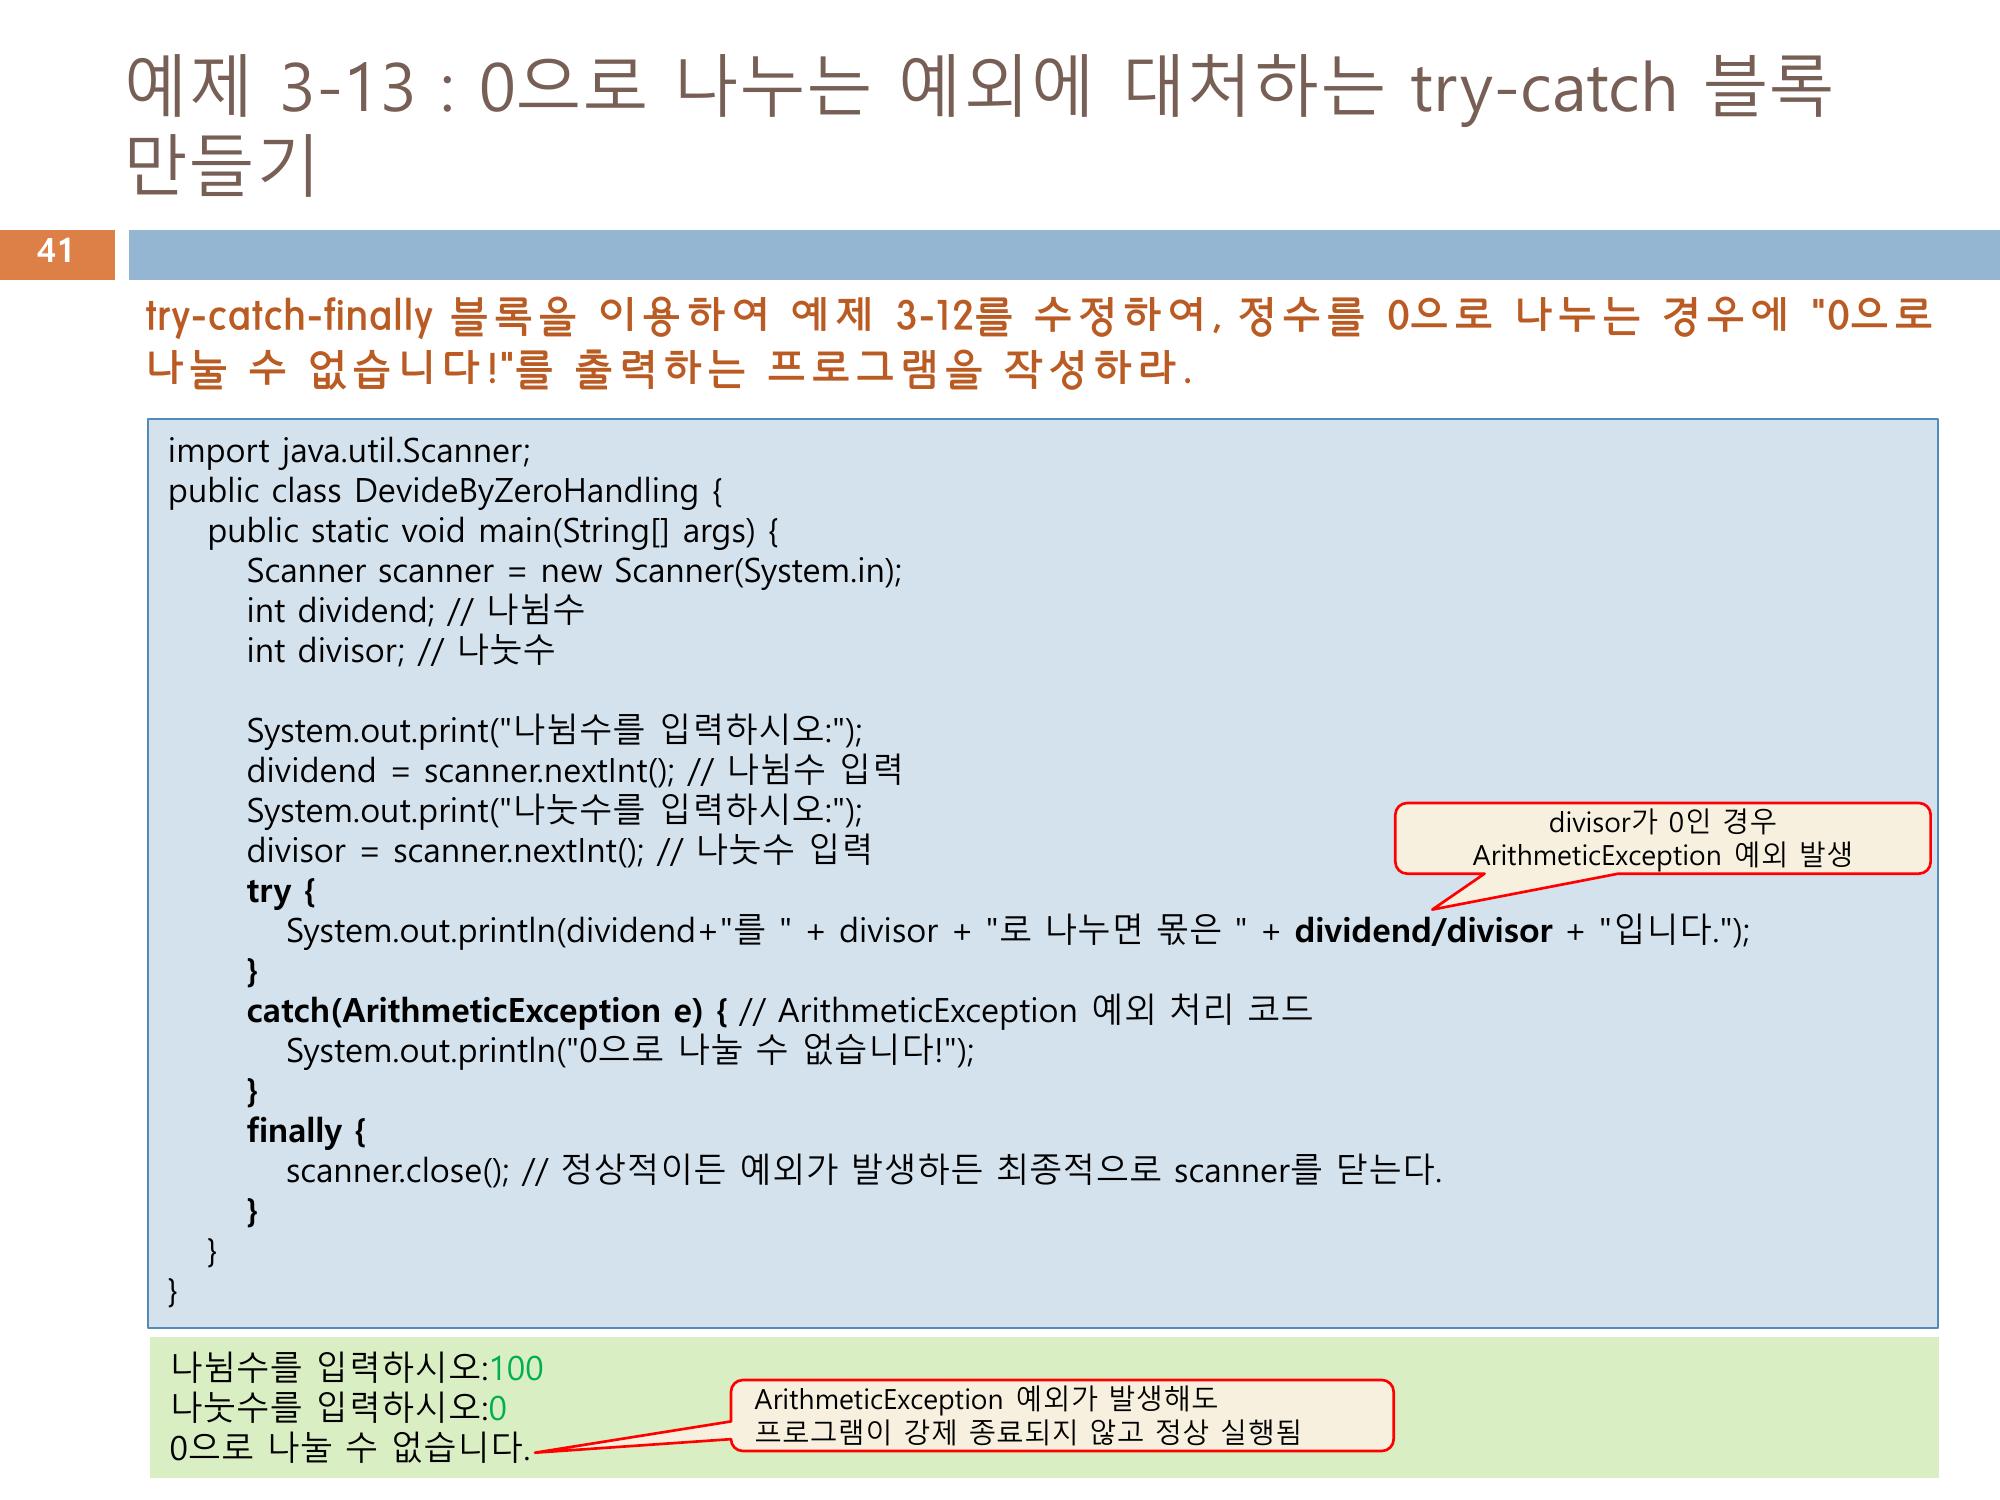 예제 3-13 : 0으로 나누는 예외에 대처하는 try-catch 블록
만들기
41
try-catch-finally 블록을 이용하여 예제 3-12를 수정하여, 정수를 0으로 나누는 경우에 "0으로
나눌 수 없습니다!"를 출력하는 프로그램을 작성하라.
import java.util.Scanner;
public class DevideByZeroHandling {
public static void main(String[] args) {
Scanner scanner = new Scanner(System.in);
int dividend; // 나뉨수
int divisor; // 나눗수
System.out.print("나뉨수를 입력하시오:");
dividend = scanner.nextInt(); // 나뉨수 입력
System.out.print("나눗수를 입력하시오:");
divisor = scanner.nextInt(); // 나눗수 입력
divisor가 0인 경우
ArithmeticException 예외 발생
try {
System.out.println(dividend+"를 " + divisor + "로 나누면 몫은 " + dividend/divisor + "입니다.");
}
catch(ArithmeticException e) { // ArithmeticException 예외 처리 코드
System.out.println("0으로 나눌 수 없습니다!");
}
finally {
scanner.close(); // 정상적이든 예외가 발생하든 최종적으로 scanner를 닫는다.
}
}
}
나뉨수를 입력하시오:100
나눗수를 입력하시오:0
0으로 나눌 수 없습니다.
ArithmeticException 예외가 발생해도
프로그램이 강제 종료되지 않고 정상 실행됨